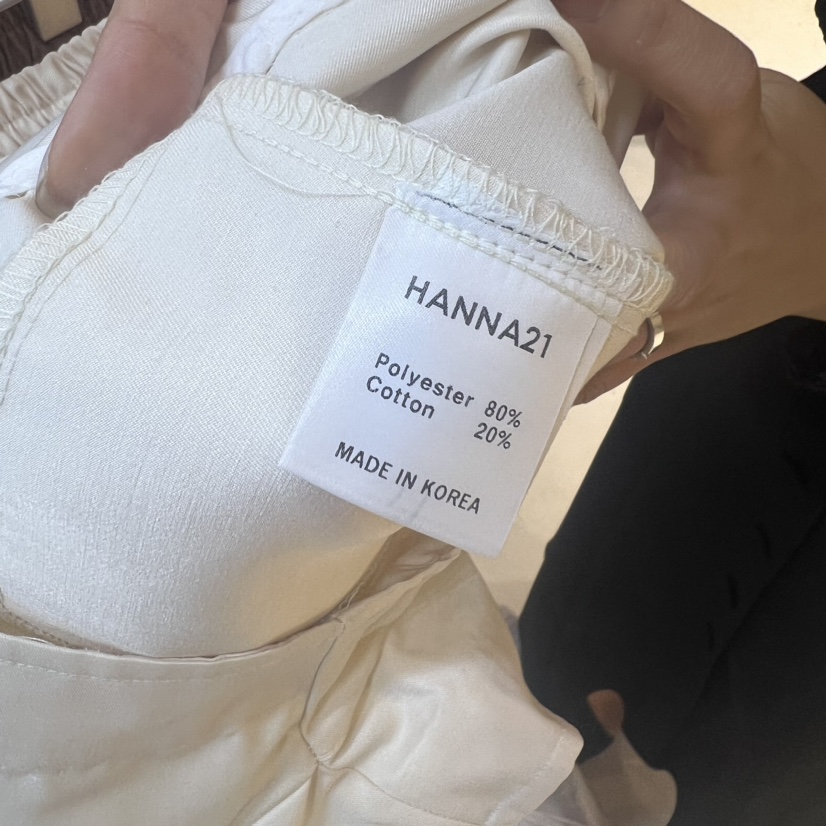 HANNA21
Polyester 80%
Cotton 20%
MADE IN KOREA